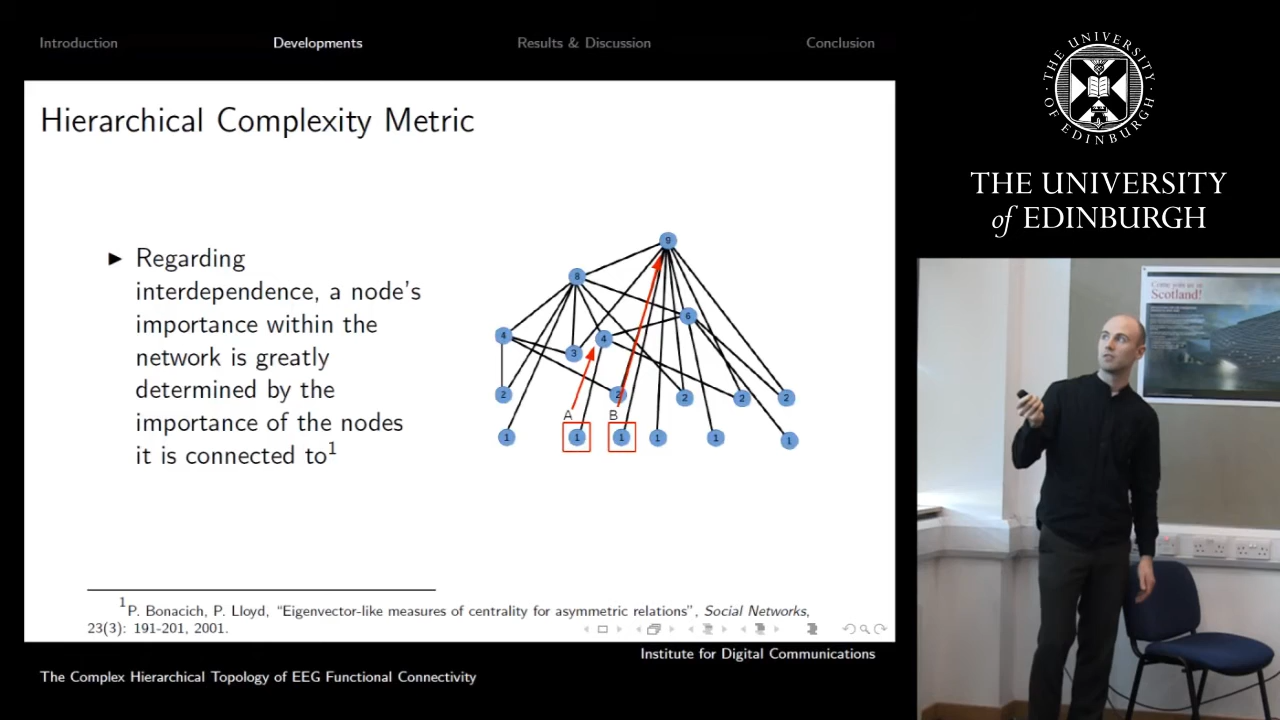 Introduction
Developments
Results & Discussion
Conclusion
Hierarchical Complexity Metric
▶ Regarding
interdependence, a node's
importance within the
network is greatly
determined by the
importance of the nodes
it is connected to1
9
8
6
4
4
3
2
2
2
2
2
A
B
1
1
1
1
1
1
1P. Bonacich, P. Lloyd, “Eigenvector-like measures of centrality for asymmetric relations”, Social Networks,
23(3): 191-201, 2001.
Institute for Digital Communications
The Complex Hierarchical Topology of EEG Functional Connectivity
THE UNIVERSITY
OF EDINBURGH
THE UNIVERSITY
of EDINBURGH
Come join us in
Scotland!